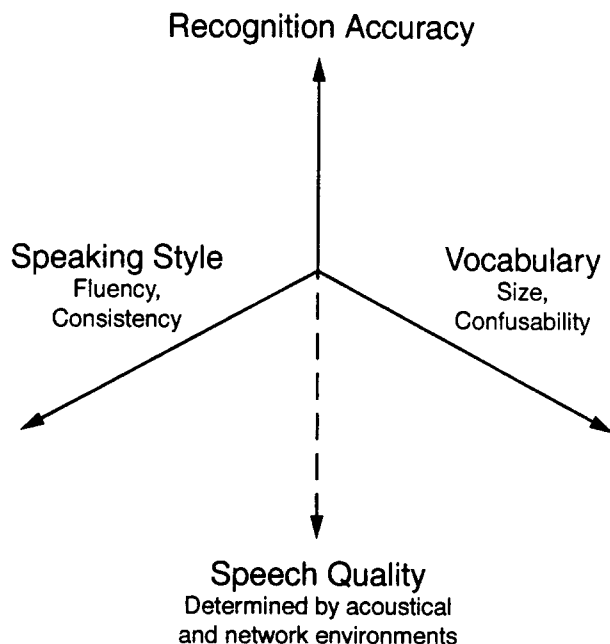 Recognition Accuracy
Speaking Style
Fluency,
Consistency
Vocabulary
Size,
Confusability
Speech Quality
Determined by acoustical
and network environments